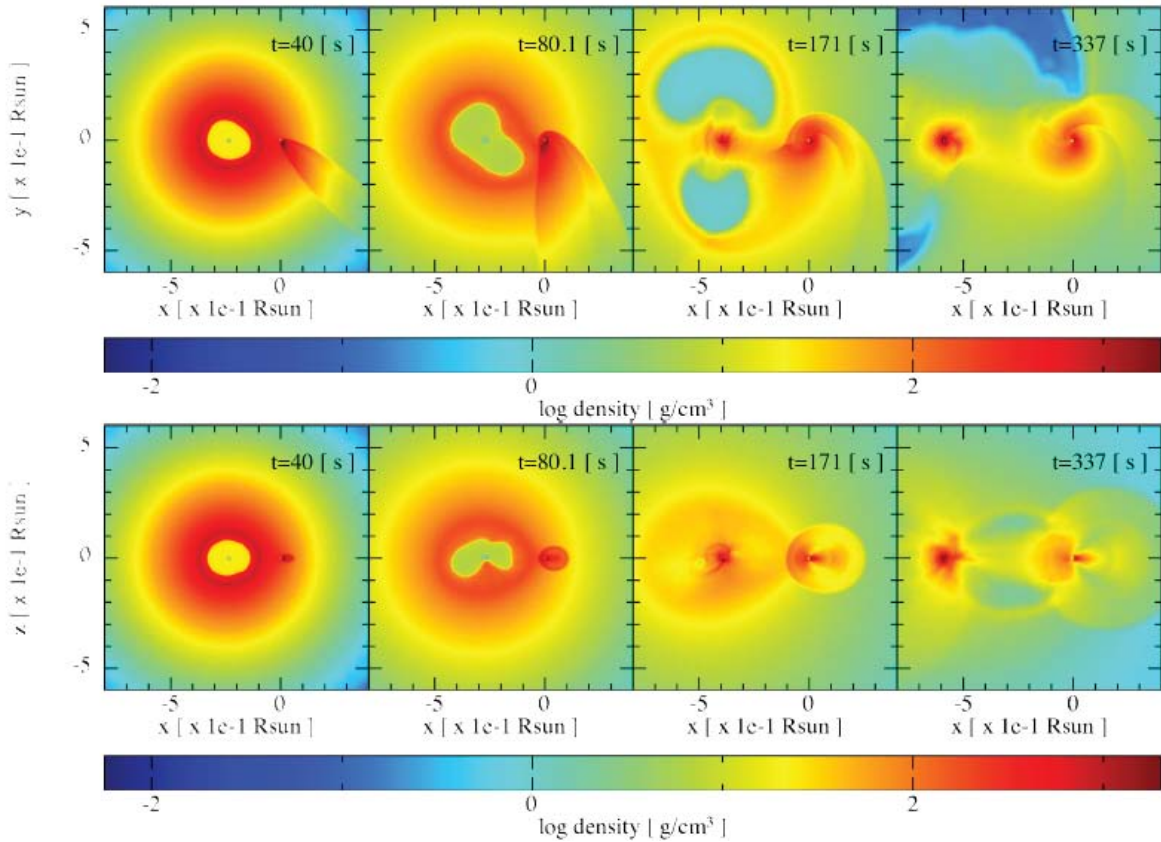 t=40 [ s ] t=80.1 [ s ] t=171 [ s ] t=337 [ s ]
5
0
-5
y [ x 1e-1 Rsun ]
-5 0 -5 0 -5 0 -5 0
x [ x 1e-1 Rsun ] x [ x 1e-1 Rsun ] x [ x 1e-1 Rsun ] x [ x 1e-1 Rsun ]
-2 0 2
log density [ g/cm³ ]
t=40 [ s ] t=80.1 [ s ] t=171 [ s ] t=337 [ s ]
5
0
-5
z [ x 1e-1 Rsun ]
-5 0 -5 0 -5 0 -5 0
x [ x 1e-1 Rsun ] x [ x 1e-1 Rsun ] x [ x 1e-1 Rsun ] x [ x 1e-1 Rsun ]
-2 0 2
log density [ g/cm³ ]